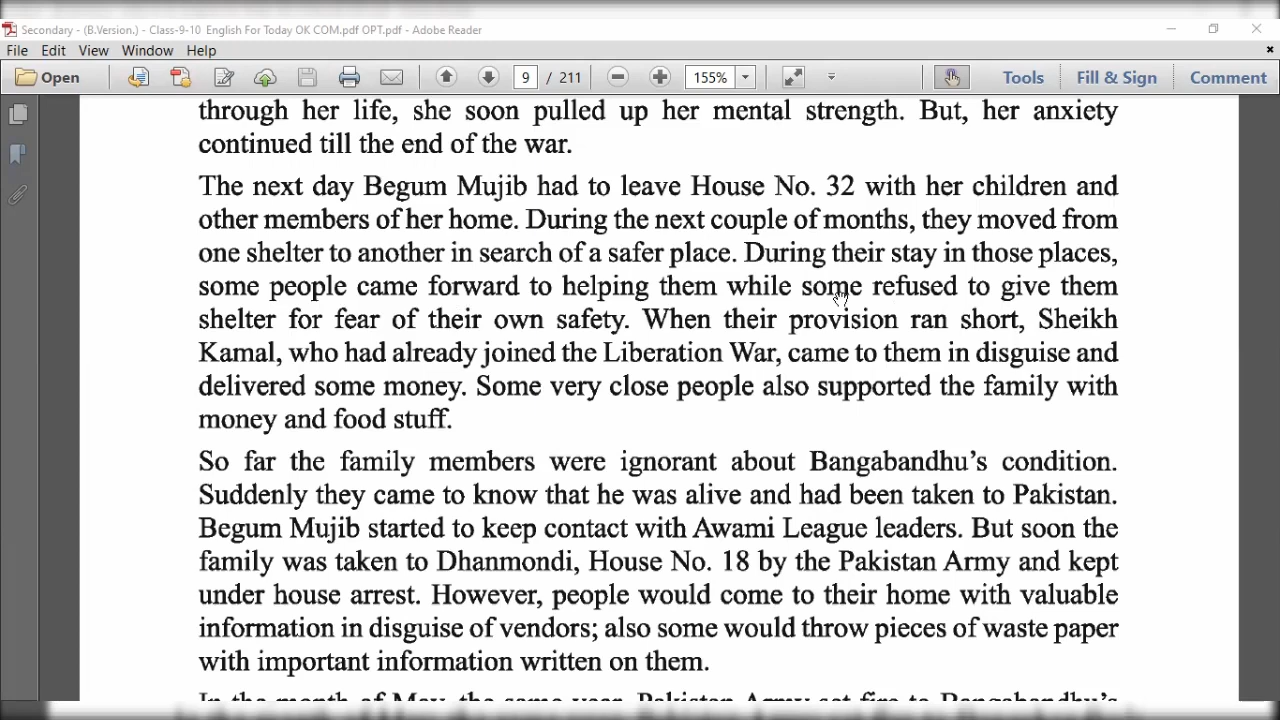 Secondary - (B.Version.) - Class-9-10 English For Today OK COM.pdf OPT.pdf - Adobe Reader
File Edit View Window Help
Open 9 / 211 155% Tools Fill & Sign Comment
through her life, she soon pulled up her mental strength. But, her anxiety
continued till the end of the war.
The next day Begum Mujib had to leave House No. 32 with her children and
other members of her home. During the next couple of months, they moved from
one shelter to another in search of a safer place. During their stay in those places,
some people came forward to helping them while some refused to give them
shelter for fear of their own safety. When their provision ran short, Sheikh
Kamal, who had already joined the Liberation War, came to them in disguise and
delivered some money. Some very close people also supported the family with
money and food stuff.
So far the family members were ignorant about Bangabandhu's condition.
Suddenly they came to know that he was alive and had been taken to Pakistan.
Begum Mujib started to keep contact with Awami League leaders. But soon the
family was taken to Dhanmondi, House No. 18 by the Pakistan Army and kept
under house arrest. However, people would come to their home with valuable
information in disguise of vendors; also some would throw pieces of waste paper
with important information written on them.
In the month of May, the same year, Pakistan Army set fire to Bangabandhu's